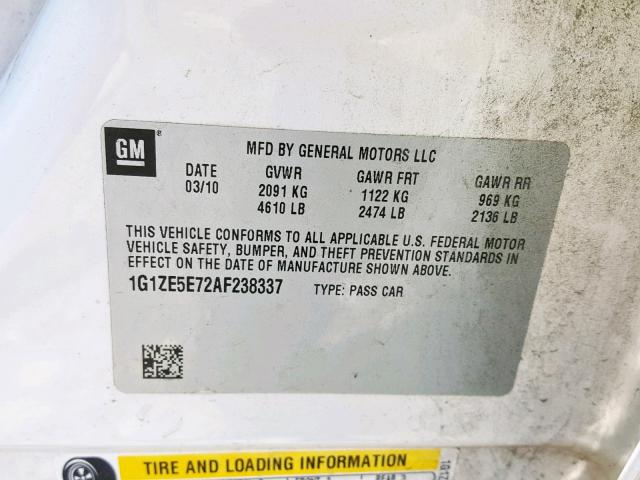 GM
MFD BY GENERAL MOTORS LLC
DATE GVWR GAWR FRT GAWR RR
03/10 2091 KG 1122 KG 969 KG
4610 LB 2474 LB 2136 LB
THIS VEHICLE CONFORMS TO ALL APPLICABLE U.S. FEDERAL MOTOR
VEHICLE SAFETY, BUMPER, AND THEFT PREVENTION STANDARDS IN
EFFECT ON THE DATE OF MANUFACTURE SHOWN ABOVE.
1G1ZE5E72AF238337 TYPE: PASS CAR
TIRE AND LOADING INFORMATION